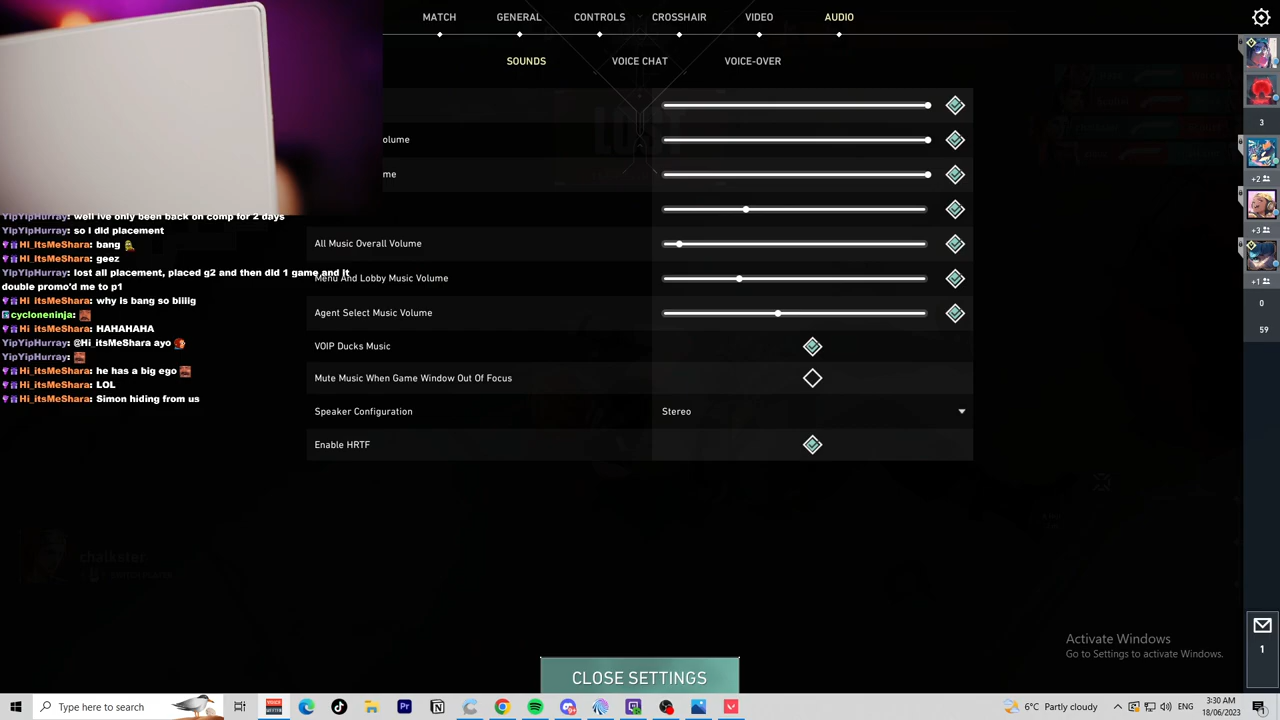 MATCH
GENERAL
CONTROLS
CROSSHAIR
VIDEO
AUDIO
SOUNDS
VOICE CHAT
VOICE-OVER
olume
me
All Music Overall Volume
Menu And Lobby Music Volume
Agent Select Music Volume
VOIP Ducks Music
Mute Music When Game Window Out Of Focus
Speaker Configuration
Stereo
Enable HRTF
YipYipHurray: well ive only been back on comp for 2 days
YipYipHurray: so I did placement
Hi_itsMeShara: bang
Hi_itsMeShara: geez
YipYipHurray: lost all placement, placed g2 and then did 1 game and it
double promo'd me to p1
Hi_itsMeShara: why is bang so biiiig
cycloneninja:
Hi_itsMeShara: HAHAHAHA
YipYipHurray: @Hi_itsMeShara ayo
YipYipHurray:
Hi_itsMeShara: he has a big ego
Hi_itsMeShara: LOL
Hi_itsMeShara: Simon hiding from us
3
+2
+3
+1
0
59
1
chalketer
LOST
Activate Windows
Go to Settings to activate Windows.
CLOSE SETTINGS
Type here to search
6°C Partly cloudy
ENG
3:30 AM
18/06/2023